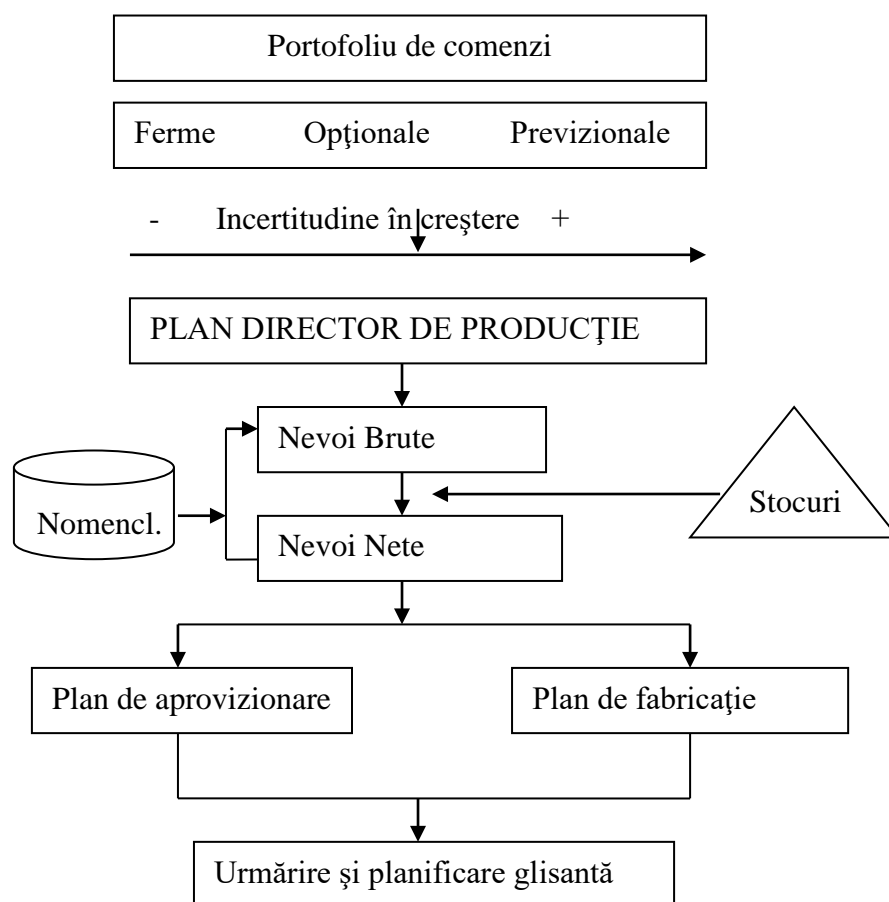 Portofoliu de comenzi
Ferme Opţionale Previzionale
- Incertitudine în creştere +
PLAN DIRECTOR DE PRODUCŢIE
Nevoi Brute
Nomencl.
Stocuri
Nevoi Nete
Plan de aprovizionare
Plan de fabricaţie
Urmărire şi planificare glisantă